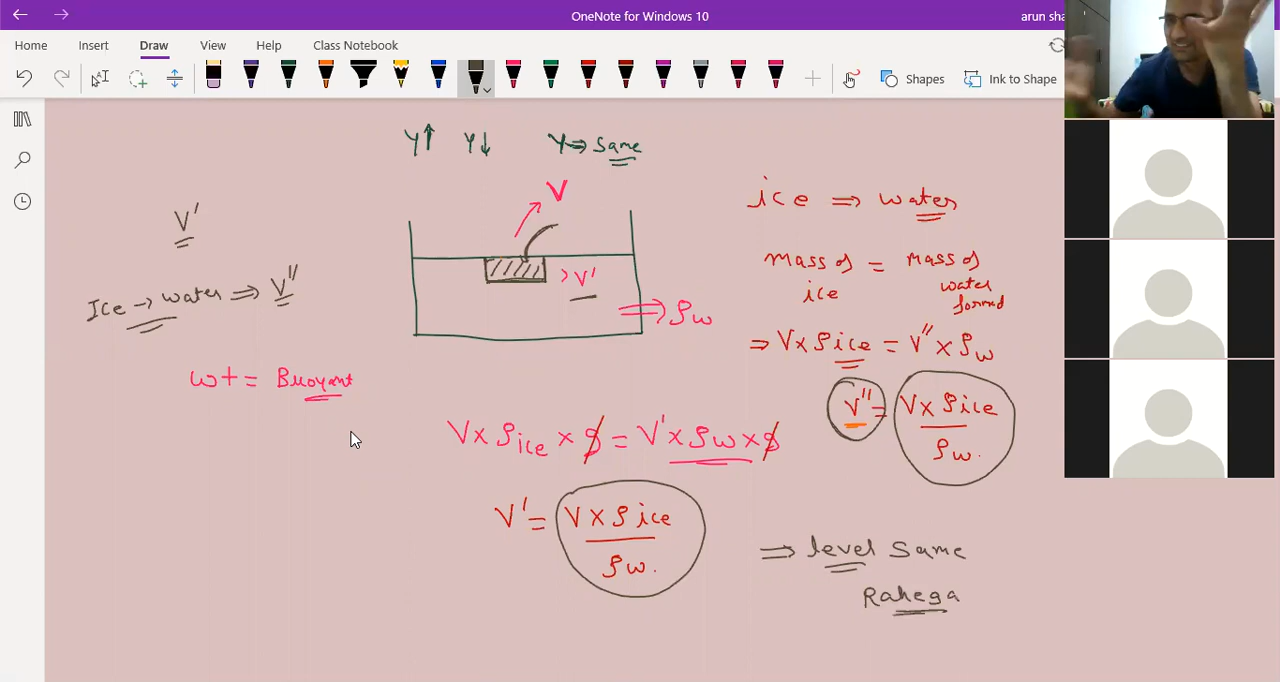 OneNote for Windows 10
arun sha
Home Insert Draw View Help Class Notebook
Shapes Ink to Shape
Y↑ Y↓ Y⇒ Same
V
V'
Ice → water ⇒ V''
> V'
⇒ ρw
wt = Buoyant
V x ρice x g = V' x ρw x g
V' = V x ρice
ρw.
ice ⇒ water
mass of = mass of
ice water
formed
⇒ V x ρice = V'' x ρw
V'' = V x ρice
ρw.
⇒ level same
Rahega